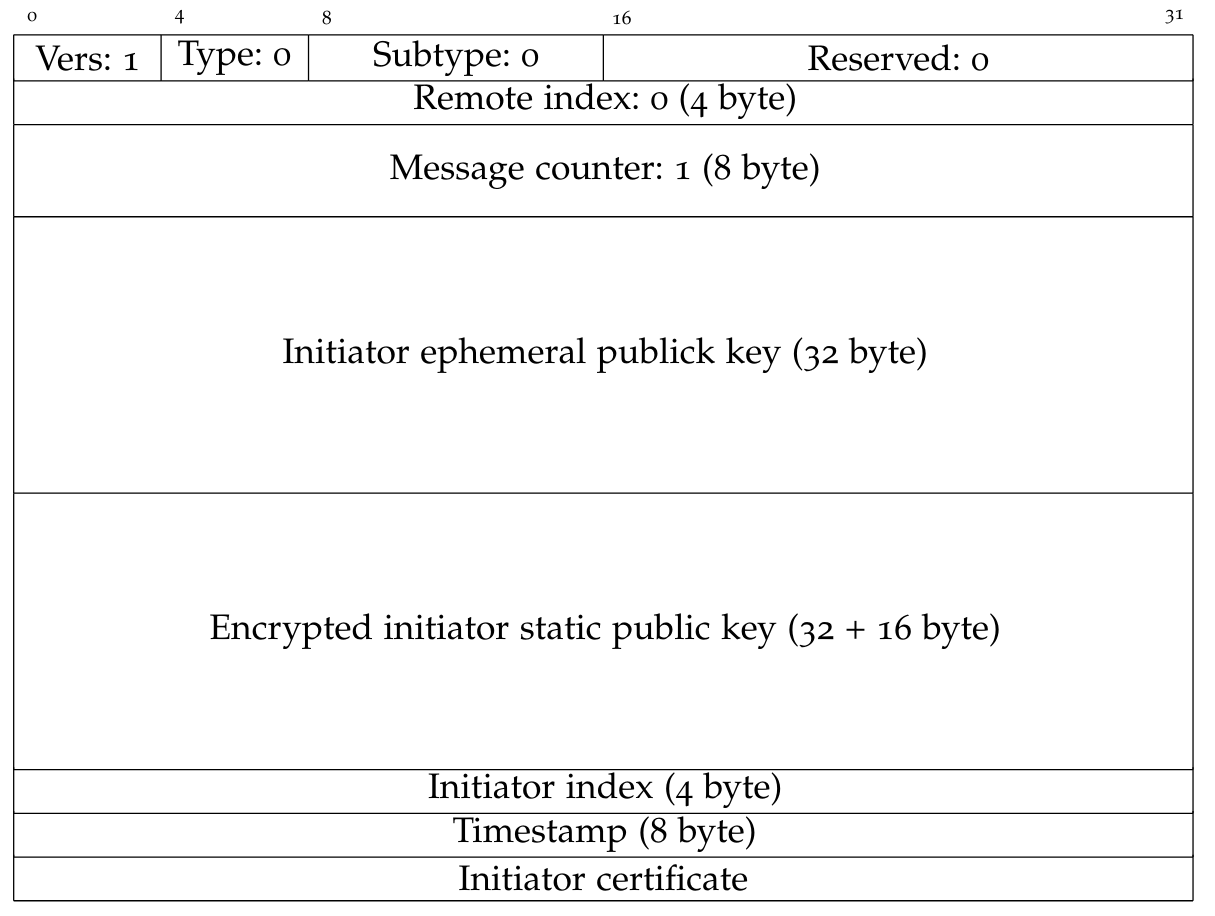 0 4 8 16 31
Vers: 1 Type: 0 Subtype: 0 Reserved: 0
Remote index: 0 (4 byte)
Message counter: 1 (8 byte)
Initiator ephemeral publick key (32 byte)
Encrypted initiator static public key (32 + 16 byte)
Initiator index (4 byte)
Timestamp (8 byte)
Initiator certificate